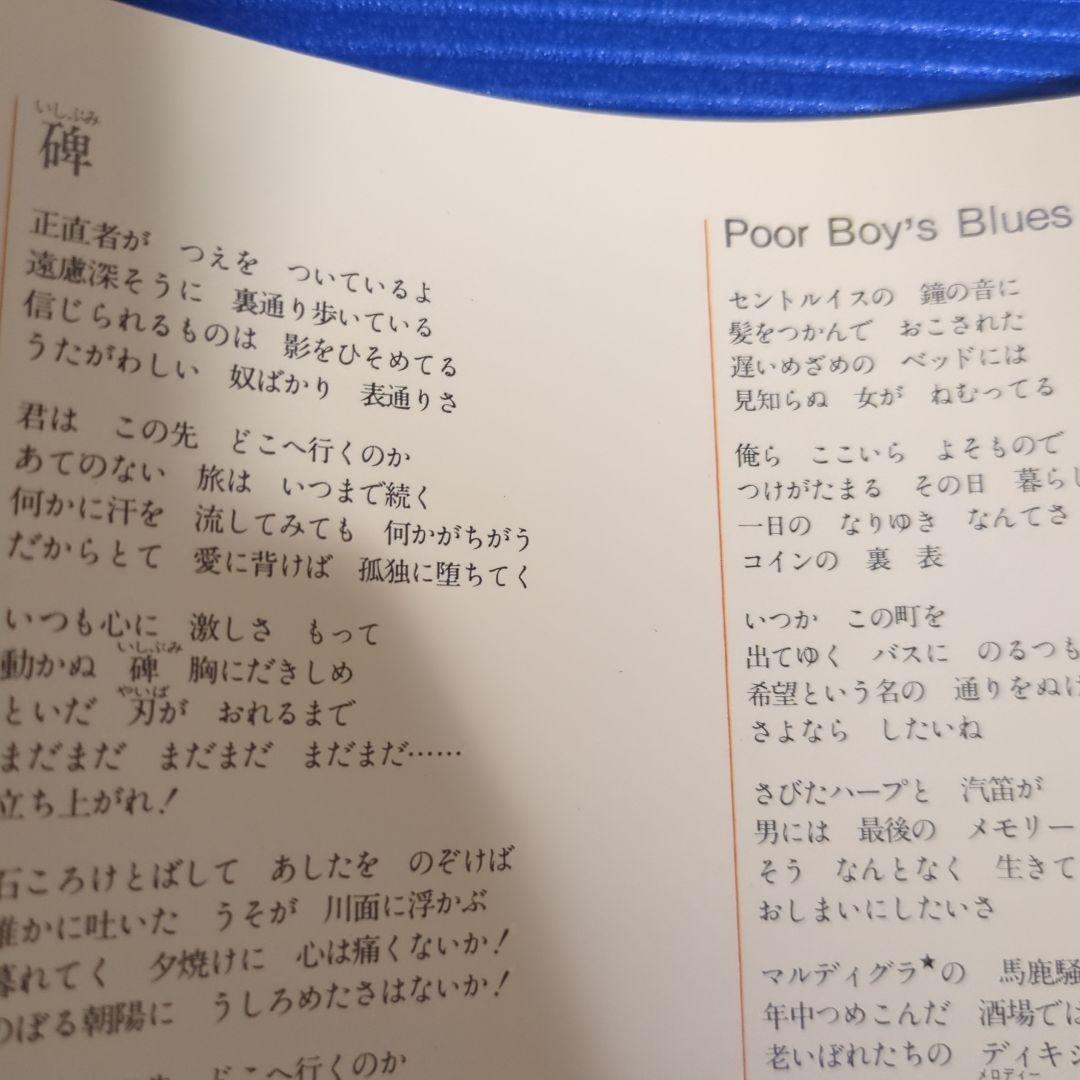 いしぶみ
碑
正直者が つえを ついているよ
遠慮深そうに 裏通り歩いている
信じられるものは 影をひそめてる
うたがわしい 奴ばかり 表通りさ
君は この先 どこへ行くのか
あてのない 旅は いつまで続く
何かに汗を 流してみても 何かがちがう
だからとて 愛に背けば 孤独に堕ちてく
いつも心に 激しさ もって
いしぶみ
動かぬ 碑 胸にだきしめ
やいば
といだ 刃が おれるまで
まだまだ まだまだ まだまだ……
立ち上がれ!
石ころけとばして あしたを のぞけば
誰かに吐いた うそが 川面に浮かぶ
暮れてく 夕焼けに 心は痛くないか!
のぼる朝陽に うしろめたさはないか!
どこへ行くのか
Poor Boy's Blues
セントルイスの 鐘の音に
髪をつかんで おこされた
遅いめざめの ベッドには
見知らぬ 女が ねむってる
俺ら ここいら よそもので
つけがたまる その日 暮らし
一日の なりゆき なんてさ
コインの 裏 表
いつか この町を
出てゆく バスに のるつも
希望という名の 通りをぬけ
さよなら したいね
さびたハープと 汽笛が
男には 最後の メモリー
そう なんとなく 生きて
おしまいにしたいさ
マルディグラ★の 馬鹿騒
年中つめこんだ 酒場では
老いぼれたちの ディキシ
メロディー